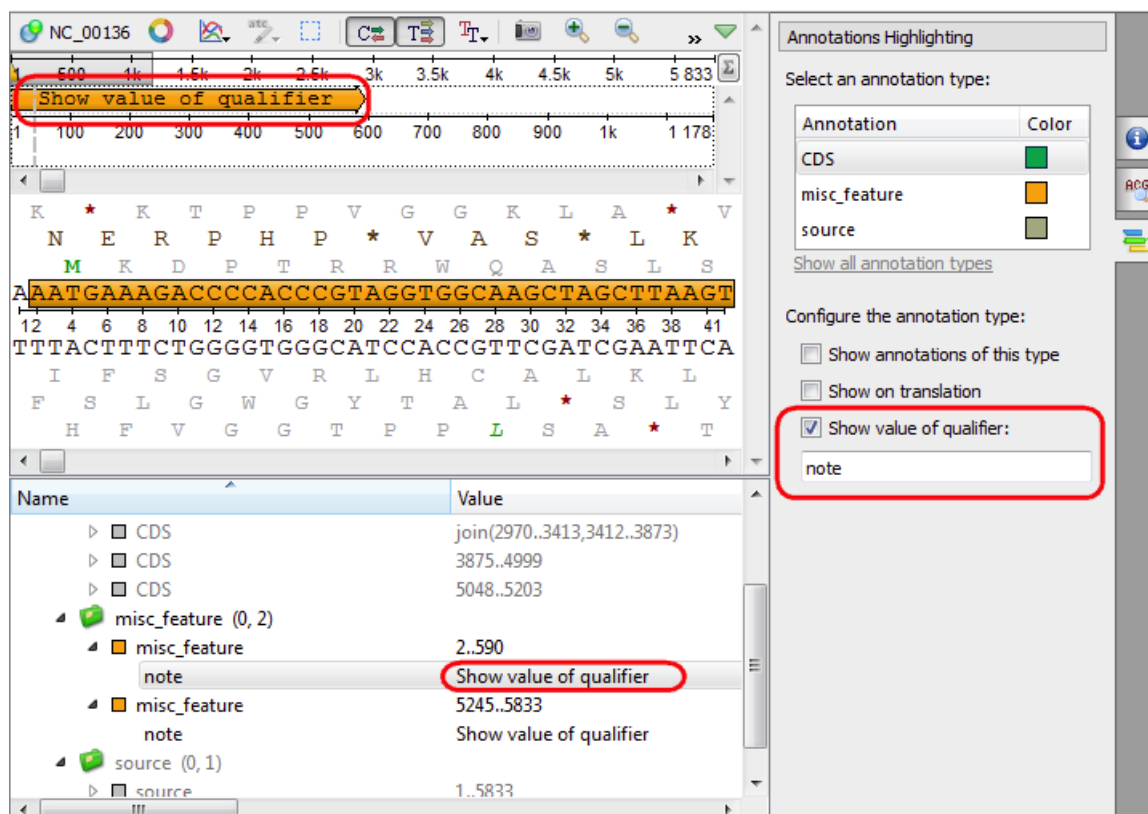 NC_00136
C
T
TT
»
1 500 1k 1.5k 2k 2.5k 3k 3.5k 4k 4.5k 5k 5 833
Σ
Show value of qualifier
1 100 200 300 400 500 600 700 800 900 1k 1 178
K * K T P P V G G K L A * V
N E R P H P * V A S * L K
M K D P T R R W Q A S L S
AAATGAAAGACCCCACCCGTAGGTGGCAAGCTAGCTTAAGT
12 4 6 8 10 12 14 16 18 20 22 24 26 28 30 32 34 36 38 41
TTTACTTTCTGGGGTGGGCATCCACCGTTCGATCGAATTCA
I F S G V R L H C A L K L
F S L G W G Y T A L * S L Y
H F V G G T P P L S A * T
Name Value
CDS join(2970..3413,3412..3873)
CDS 3875..4999
CDS 5048..5203
misc_feature (0, 2)
misc_feature 2..590
note Show value of qualifier
misc_feature 5245..5833
note Show value of qualifier
source (0, 1)
source 1..5833
Annotations Highlighting
Select an annotation type:
Annotation Color
CDS
misc_feature
source
Show all annotation types
Configure the annotation type:
Show annotations of this type
Show on translation
Show value of qualifier:
note